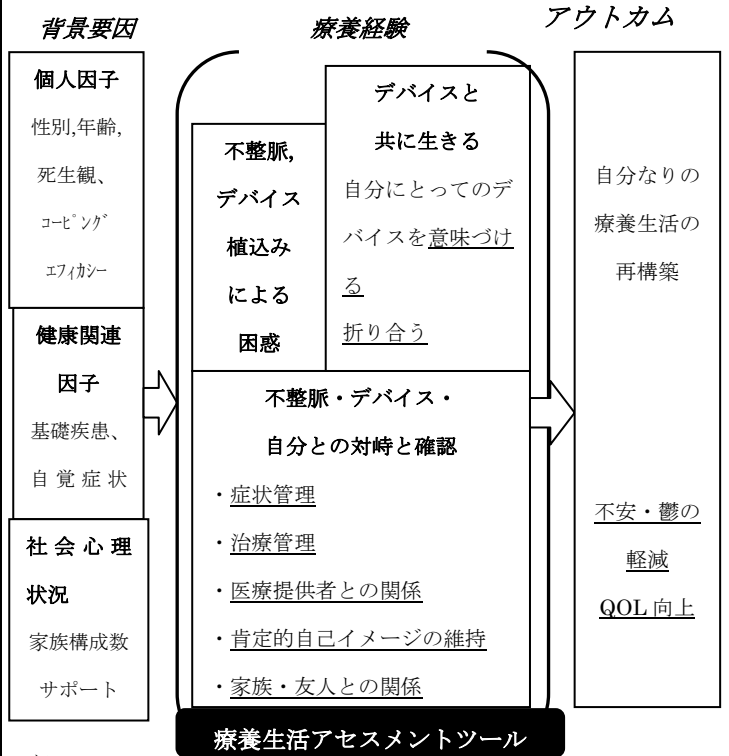 背景要因
療養経験
アウトカム
個人因子
性別,年齢,
死生観、
ｺｰﾋﾟﾝｸﾞ
ｴﾌｨｶｼｰ
健康関連
因子
基礎疾患、
自覚症状
社会心理
状況
家族構成数
サポート
不整脈,
デバイス
植込み
による
困惑
デバイスと
共に生きる
自分にとってのデ
バイスを意味づけ
る
折り合う
不整脈・デバイス・
自分との対峙と確認
・症状管理
・治療管理
・医療提供者との関係
・肯定的自己イメージの維持
・家族・友人との関係
療養生活アセスメントツール
自分なりの
療養生活の
再構築
不安・鬱の
軽減
QOL 向上